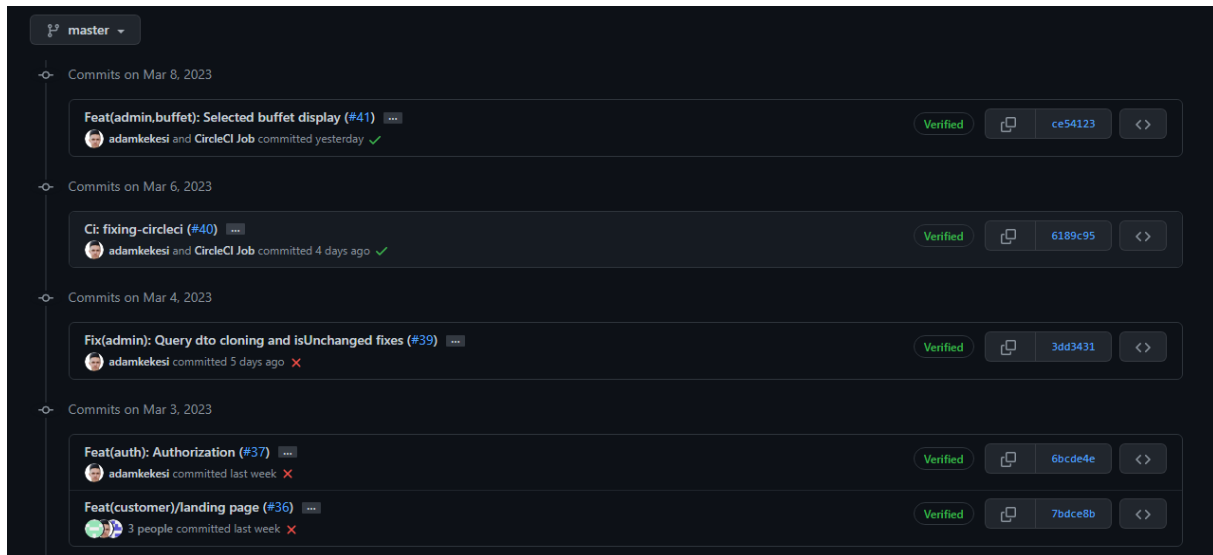 master
Commits on Mar 8, 2023
Feat(admin,buffet): Selected buffet display (#41) ...
adamkekesi and CircleCI Job committed yesterday
Verified
ce54123
Commits on Mar 6, 2023
Ci: fixing-circleci (#40) ...
adamkekesi and CircleCI Job committed 4 days ago
Verified
6189c95
Commits on Mar 4, 2023
Fix(admin): Query dto cloning and isUnchanged fixes (#39) ...
adamkekesi committed 5 days ago
Verified
3dd3431
Commits on Mar 3, 2023
Feat(auth): Authorization (#37) ...
adamkekesi committed last week
Verified
6bcde4e
Feat(customer)/landing page (#36) ...
3 people committed last week
Verified
7bdce8b